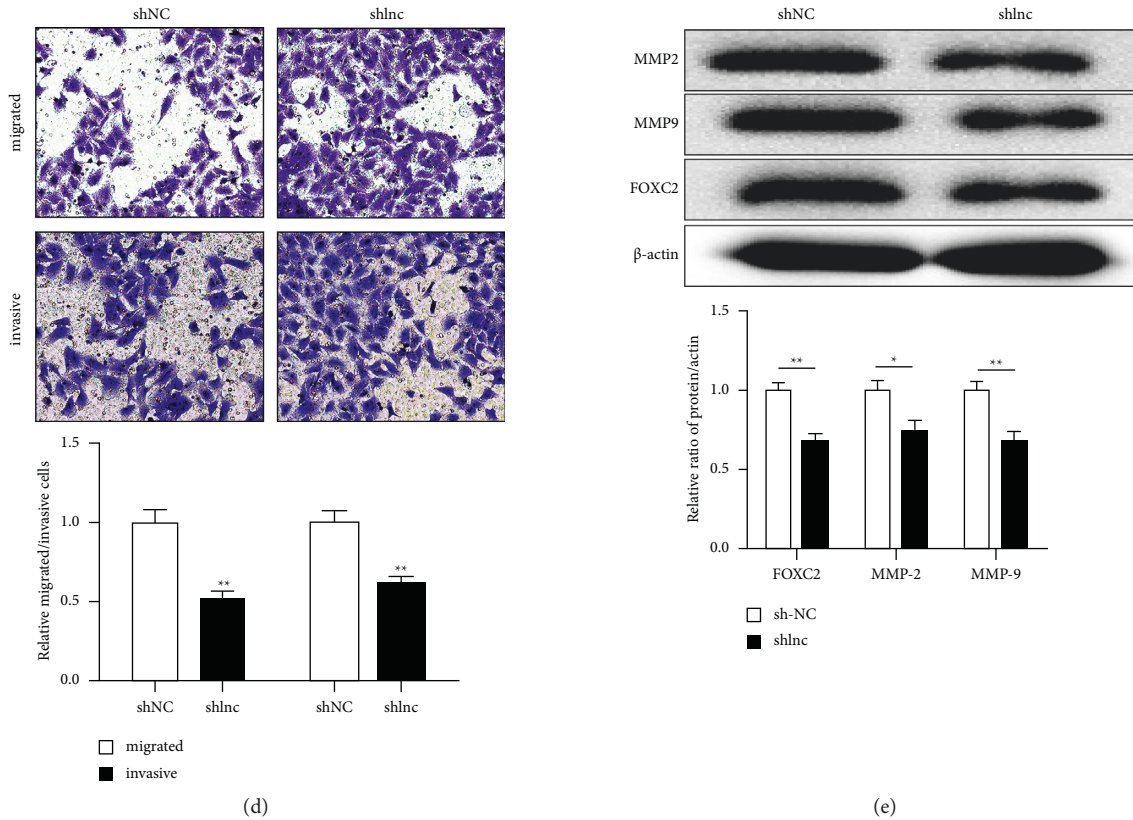 shNC
shlnc
migrated
invasive
Relative migrated/invasive cells
1.5
1.0
0.5
0.0
**
**
shNC
shlnc
shNC
shlnc
migrated
invasive
(d)
shNC
shlnc
MMP2
MMP9
FOXC2
β-actin
Relative ratio of protein/actin
1.5
1.0
0.5
0.0
**
*
**
FOXC2
MMP-2
MMP-9
sh-NC
shlnc
(e)